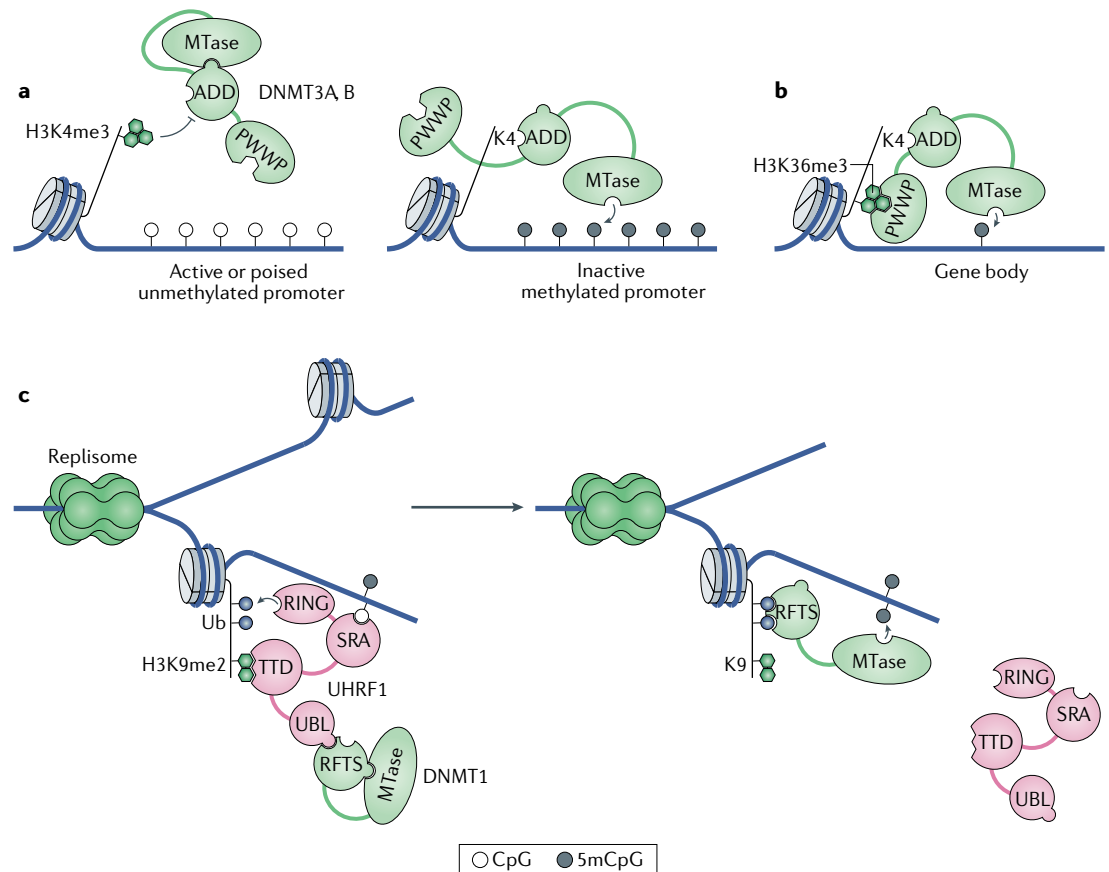 a
MTase
ADD
DNMT3A, B
PWWP
H3K4me3
Active or poised
unmethylated promoter
PWWP
K4
ADD
MTase
Inactive
methylated promoter
b
K4
ADD
H3K36me3
MTase
PWWP
Gene body
c
Replisome
RING
Ub
SRA
H3K9me2
TTD
UHRF1
UBL
RFTS
MTase
DNMT1
RFTS
K9
MTase
RING
SRA
TTD
UBL
CpG
5mCpG